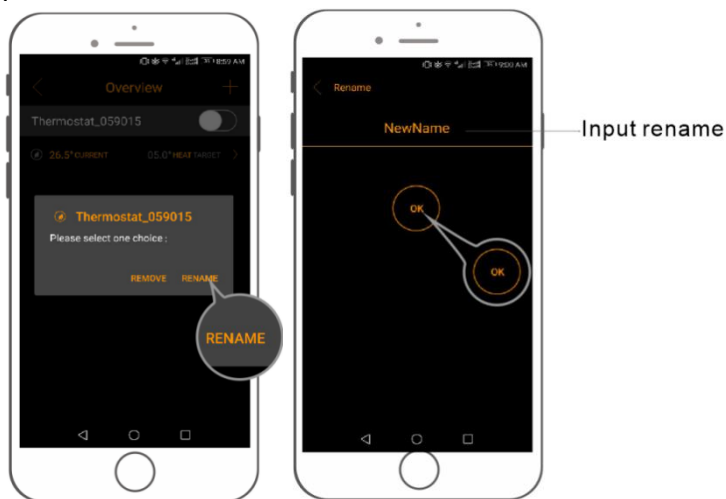 8:59 AM
Overview
Thermostat_059015
26.5° CURRENT 05.0° HEAT TARGET
Thermostat_059015
Please select one choice :
REMOVE RENAME
RENAME
9:00 AM
Rename
NewName
Input rename
OK
OK